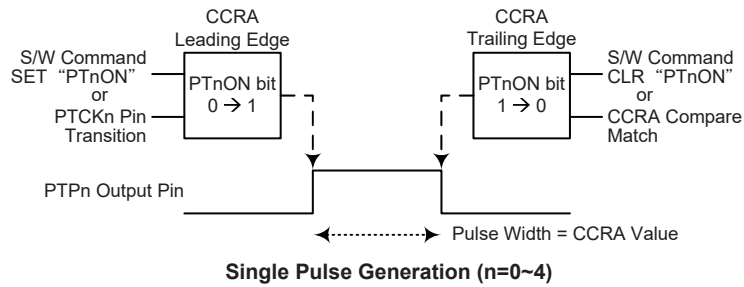 CCRA
Leading Edge
S/W Command
SET “PTnON”
or
PTCKn Pin
Transition
PTnON bit
0 → 1
CCRA
Trailing Edge
PTnON bit
1 → 0
S/W Command
CLR “PTnON”
or
CCRA Compare
Match
PTPn Output Pin
Pulse Width = CCRA Value
Single Pulse Generation (n=0~4)